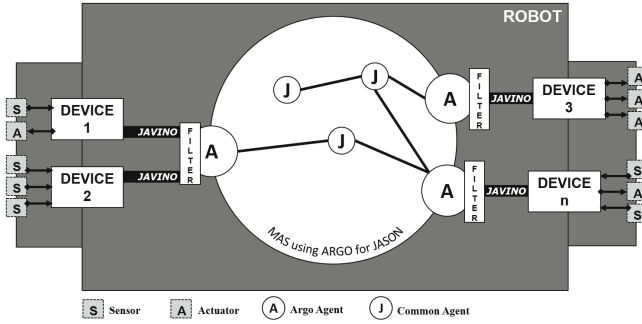 ROBOT
S
A
S
S
S
DEVICE
1
DEVICE
2
JAVINO
JAVINO
FILTER
A
J
J
J
A
A
MAS using ARGO for JASON
FILTER
FILTER
JAVINO
JAVINO
DEVICE
3
DEVICE
n
A
A
A
S
A
S
S Sensor
A Actuator
A Argo Agent
J Common Agent